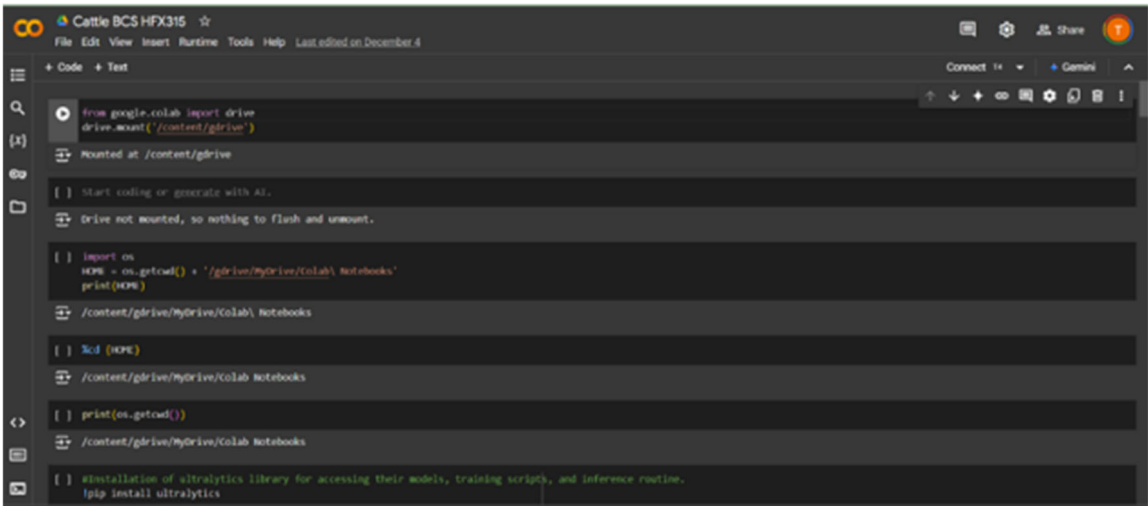 CO
Cattle BCS HFX315
File Edit View Insert Runtime Tools Help Last edited on December 4
Share
T
+ Code + Text
Connect T4
Gemini
from google.colab import drive
drive.mount('/content/gdrive')
Mounted at /content/gdrive
[ ] Start coding or generate with AI.
Drive not mounted, so nothing to flush and unmount.
[ ] import os
HOME = os.getcwd() + '/gdrive/MyDrive/Colab\ Notebooks'
print(HOME)
/content/gdrive/MyDrive/Colab\ Notebooks
[ ] %cd {HOME}
/content/gdrive/MyDrive/Colab Notebooks
[ ] print(os.getcwd())
/content/gdrive/MyDrive/Colab Notebooks
[ ] #Installation of ultralytics library for accessing their models, training scripts, and inference routine.
!pip install ultralytics